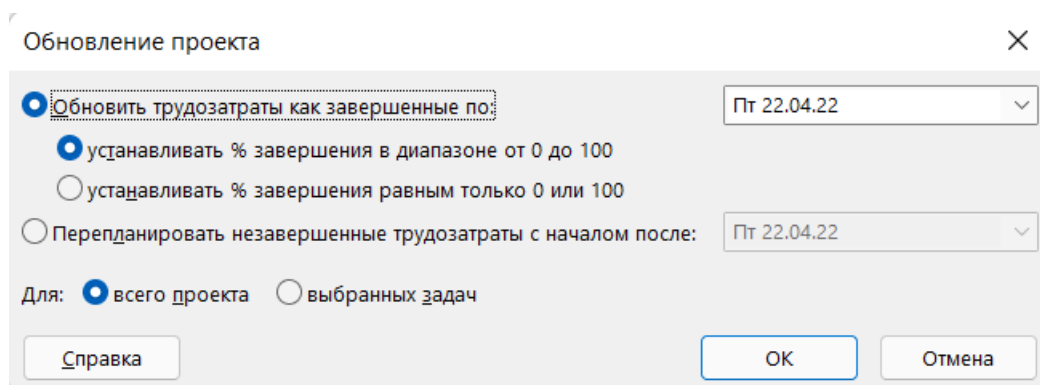 Обновление проекта
Обновить трудозатраты как завершенные по: Пт 22.04.22
устанавливать % завершения в диапазоне от 0 до 100
устанавливать % завершения равным только 0 или 100
Перепланировать незавершенные трудозатраты с началом после: Пт 22.04.22
Для: всего проекта выбранных задач
Справка ОК Отмена